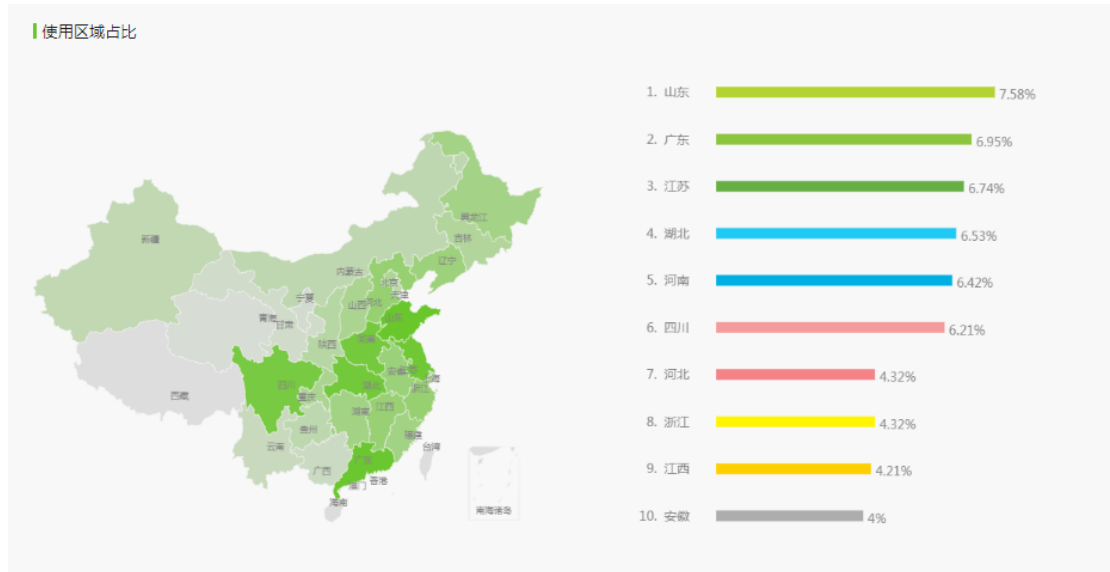 使用区域占比
1. 山东 7.58%
2. 广东 6.95%
3. 江苏 6.74%
4. 湖北 6.53%
5. 河南 6.42%
6. 四川 6.21%
7. 河北 4.32%
8. 浙江 4.32%
9. 江西 4.21%
10. 安徽 4%
黑龙江
吉林
新疆
辽宁
内蒙古
北京
天津
宁夏
山西
河北
青海
甘肃
山东
陕西
河南
四川
安徽
江苏
上海
湖北
浙江
西藏
重庆
湖南
江西
贵州
福建
云南
台湾
广西
广东
香港
澳门
海南
南海诸岛